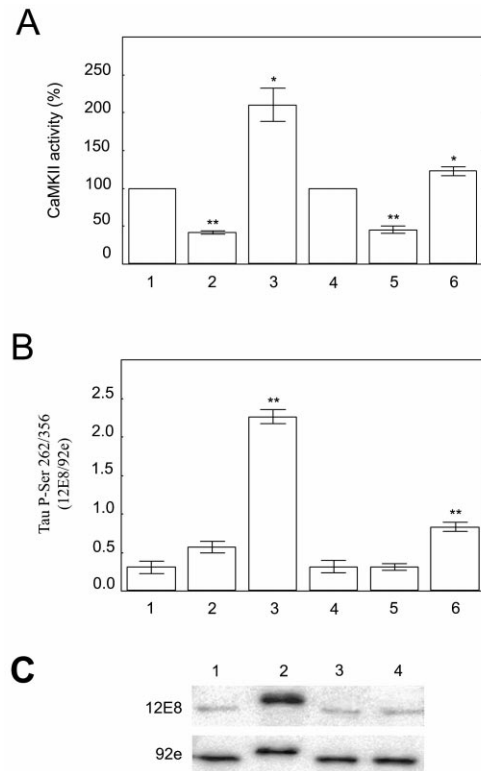 A
CaMKII activity (%)
250
200
150
100
50
0
*
**
**
*
1 2 3 4 5 6
B
Tau P-Ser 262/356
(12E8/92e)
2.5
2.0
1.5
1.0
0.5
0.0
**
**
1 2 3 4 5 6
C
1 2 3 4
12E8
92e